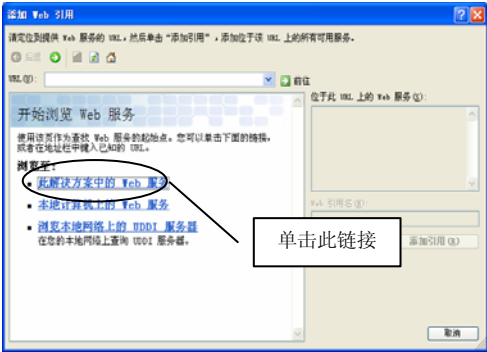 添加 Web 引用
请定位到提供 Web 服务的 URL，然后单击“添加引用”，添加位于该 URL 上的所有可用服务。
后退
URL(U):
前往
开始浏览 Web 服务
使用该页作为查找 Web 服务的起始点。您可以单击下面的链接，
或者在地址栏中键入已知的 URL。
浏览至:
此解决方案中的 Web 服务
本地计算机上的 Web 服务
浏览本地网络上的 UDDI 服务器
在您的本地网络上查询 UDDI 服务器。
位于此 URL 上的 Web 服务(S):
Web 引用名(N):
添加引用(R)
单击此链接
取消